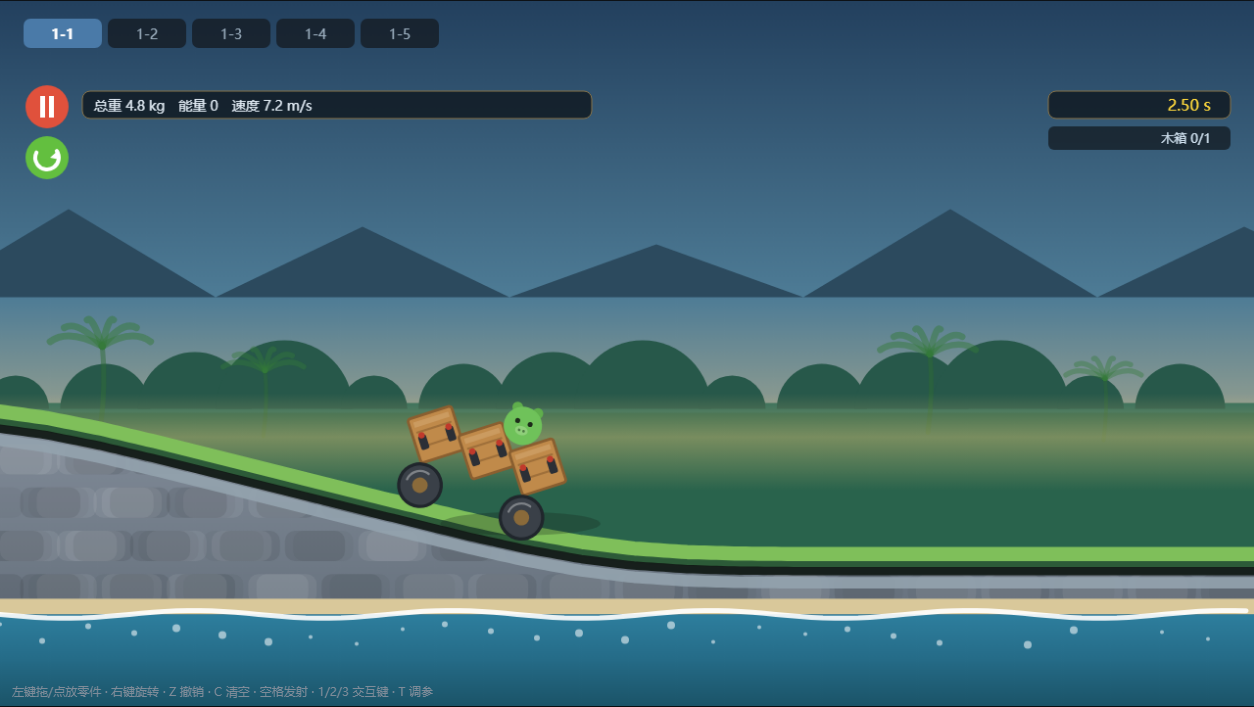 1-1 1-2 1-3 1-4 1-5
总重 4.8 kg 能量 0 速度 7.2 m/s
2.50 s
木箱 0/1
左键拖/点放零件 · 右键旋转 · Z 撤销 · C 清空 · 空格发射 · 1/2/3 交互键 · T 调参